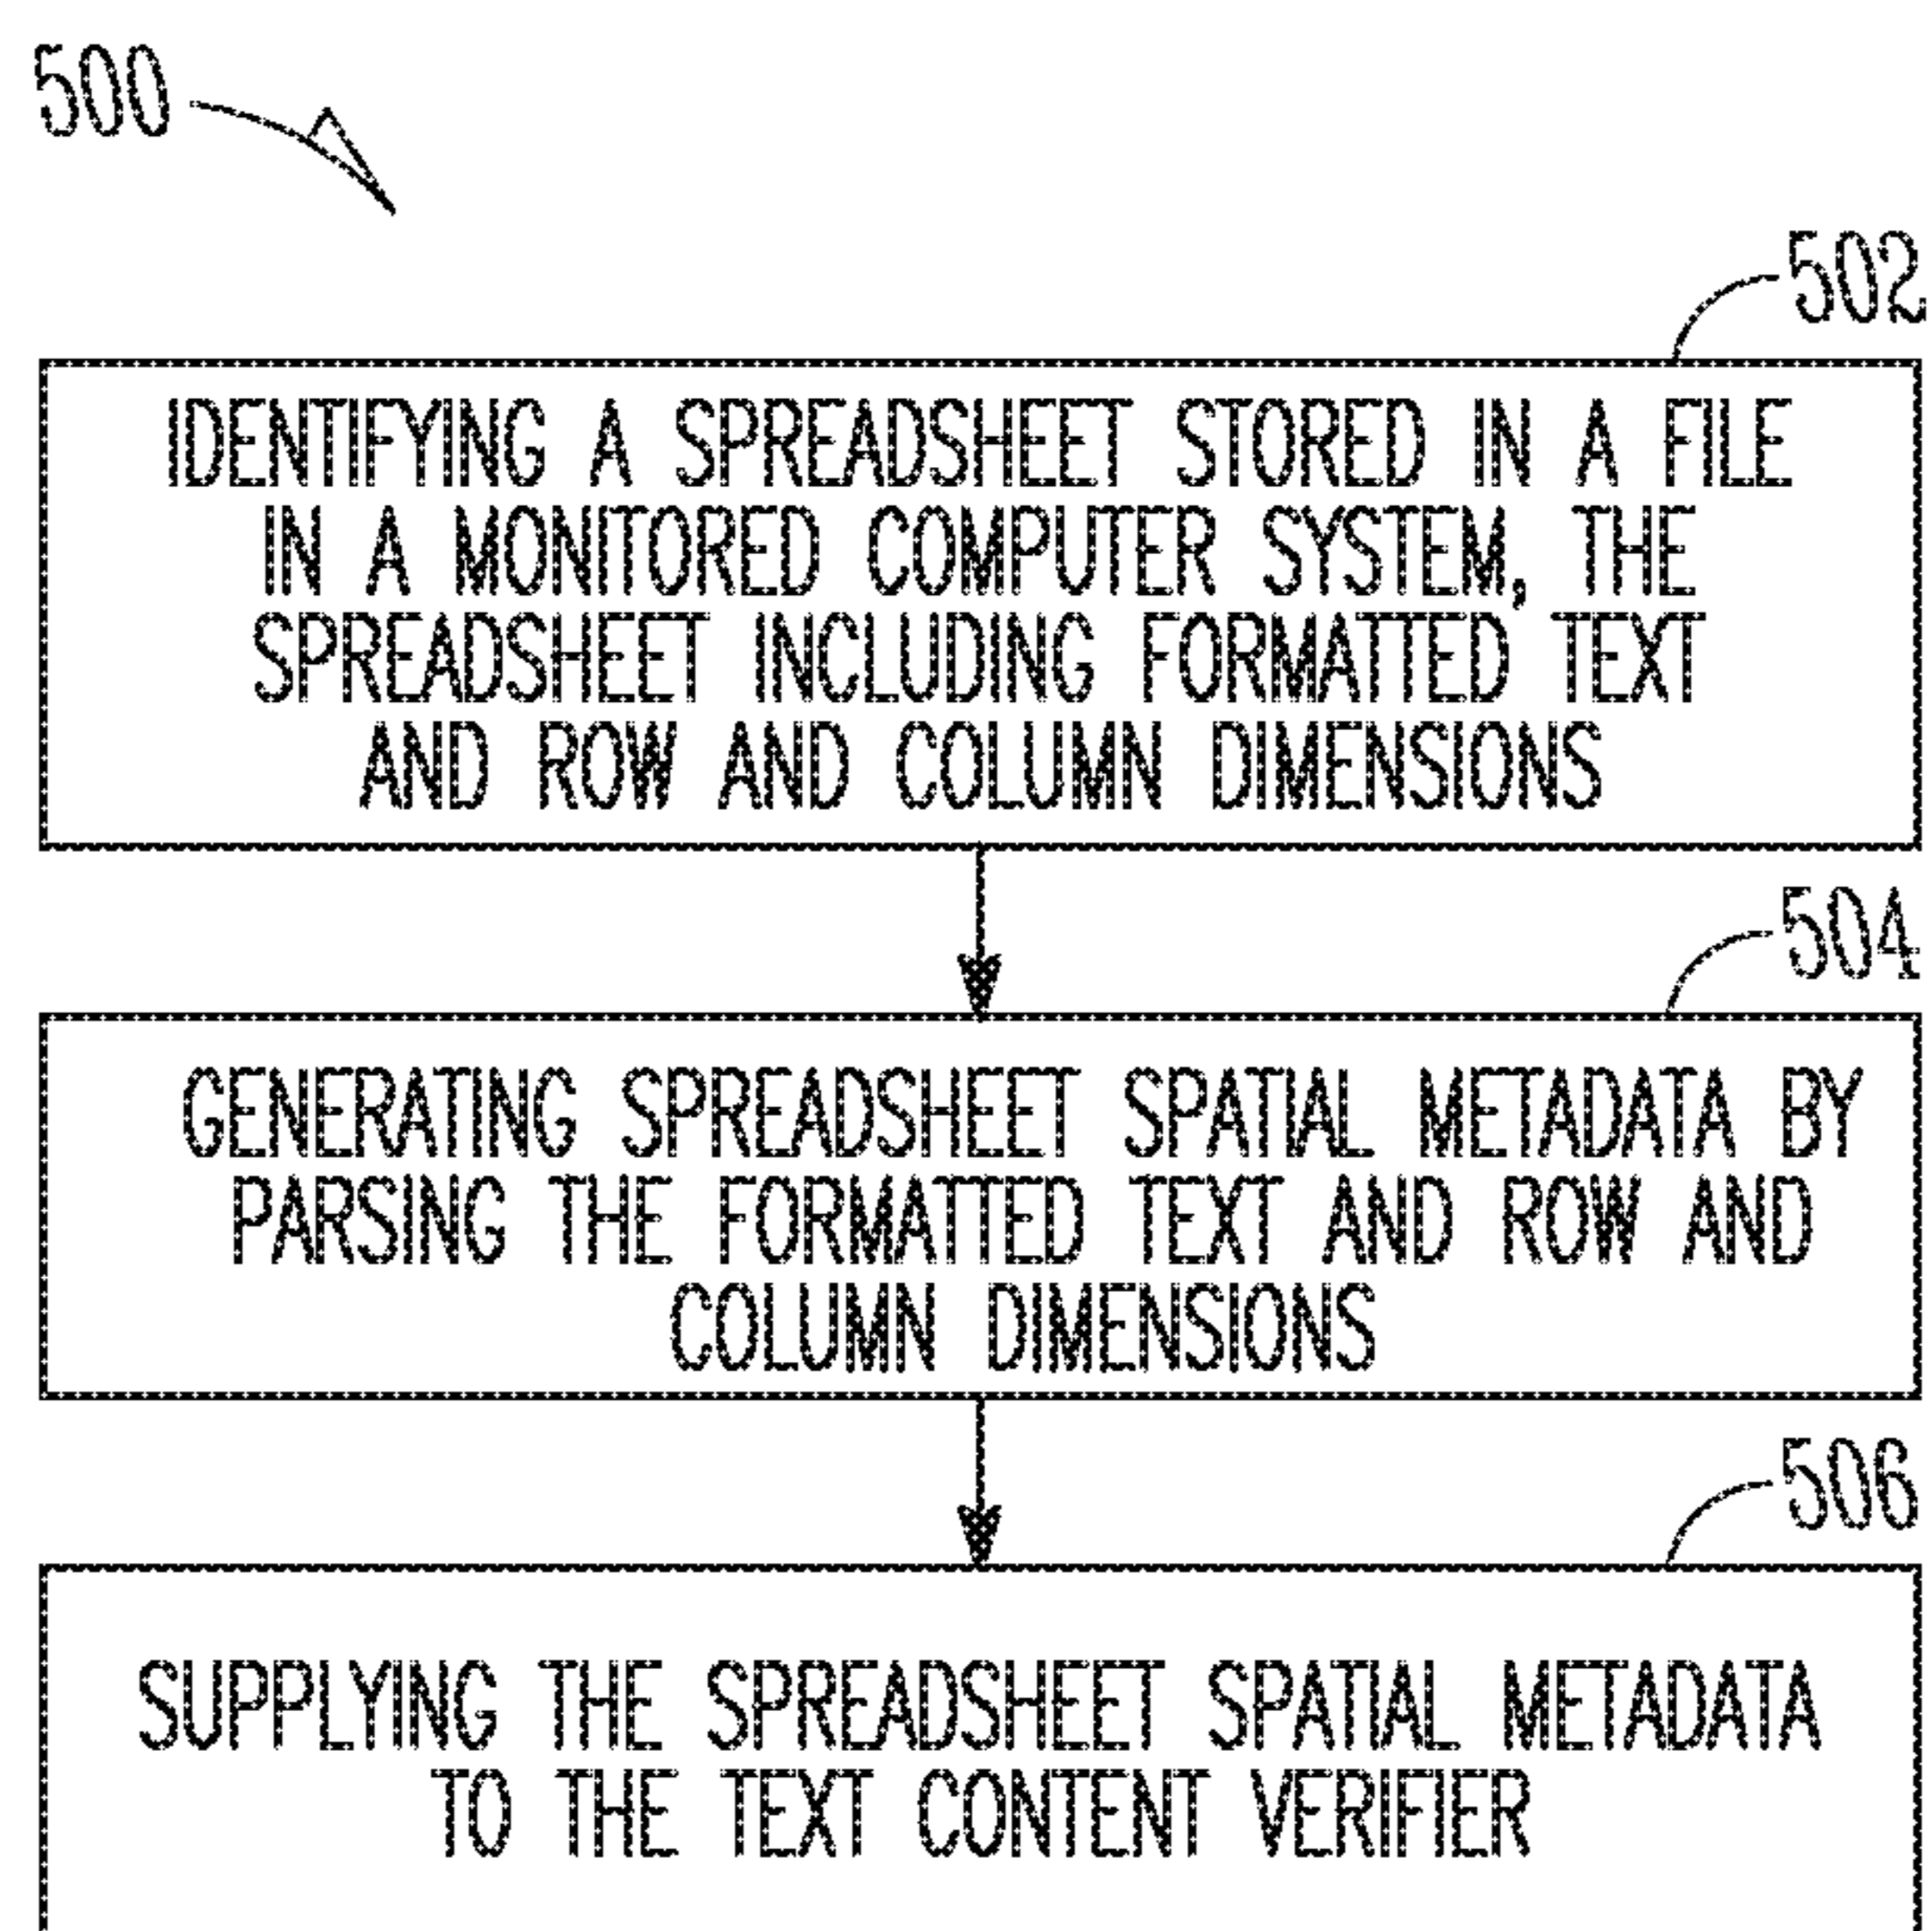 500
502
IDENTIFYING A SPREADSHEET STORED IN A FILE
IN A MONITORED COMPUTER SYSTEM, THE
SPREADSHEET INCLUDING FORMATTED TEXT
AND ROW AND COLUMN DIMENSIONS
504
GENERATING SPREADSHEET SPATIAL METADATA BY
PARSING THE FORMATTED TEXT AND ROW AND
COLUMN DIMENSIONS
506
SUPPLYING THE SPREADSHEET SPATIAL METADATA
TO THE TEXT CONTENT VERIFIER